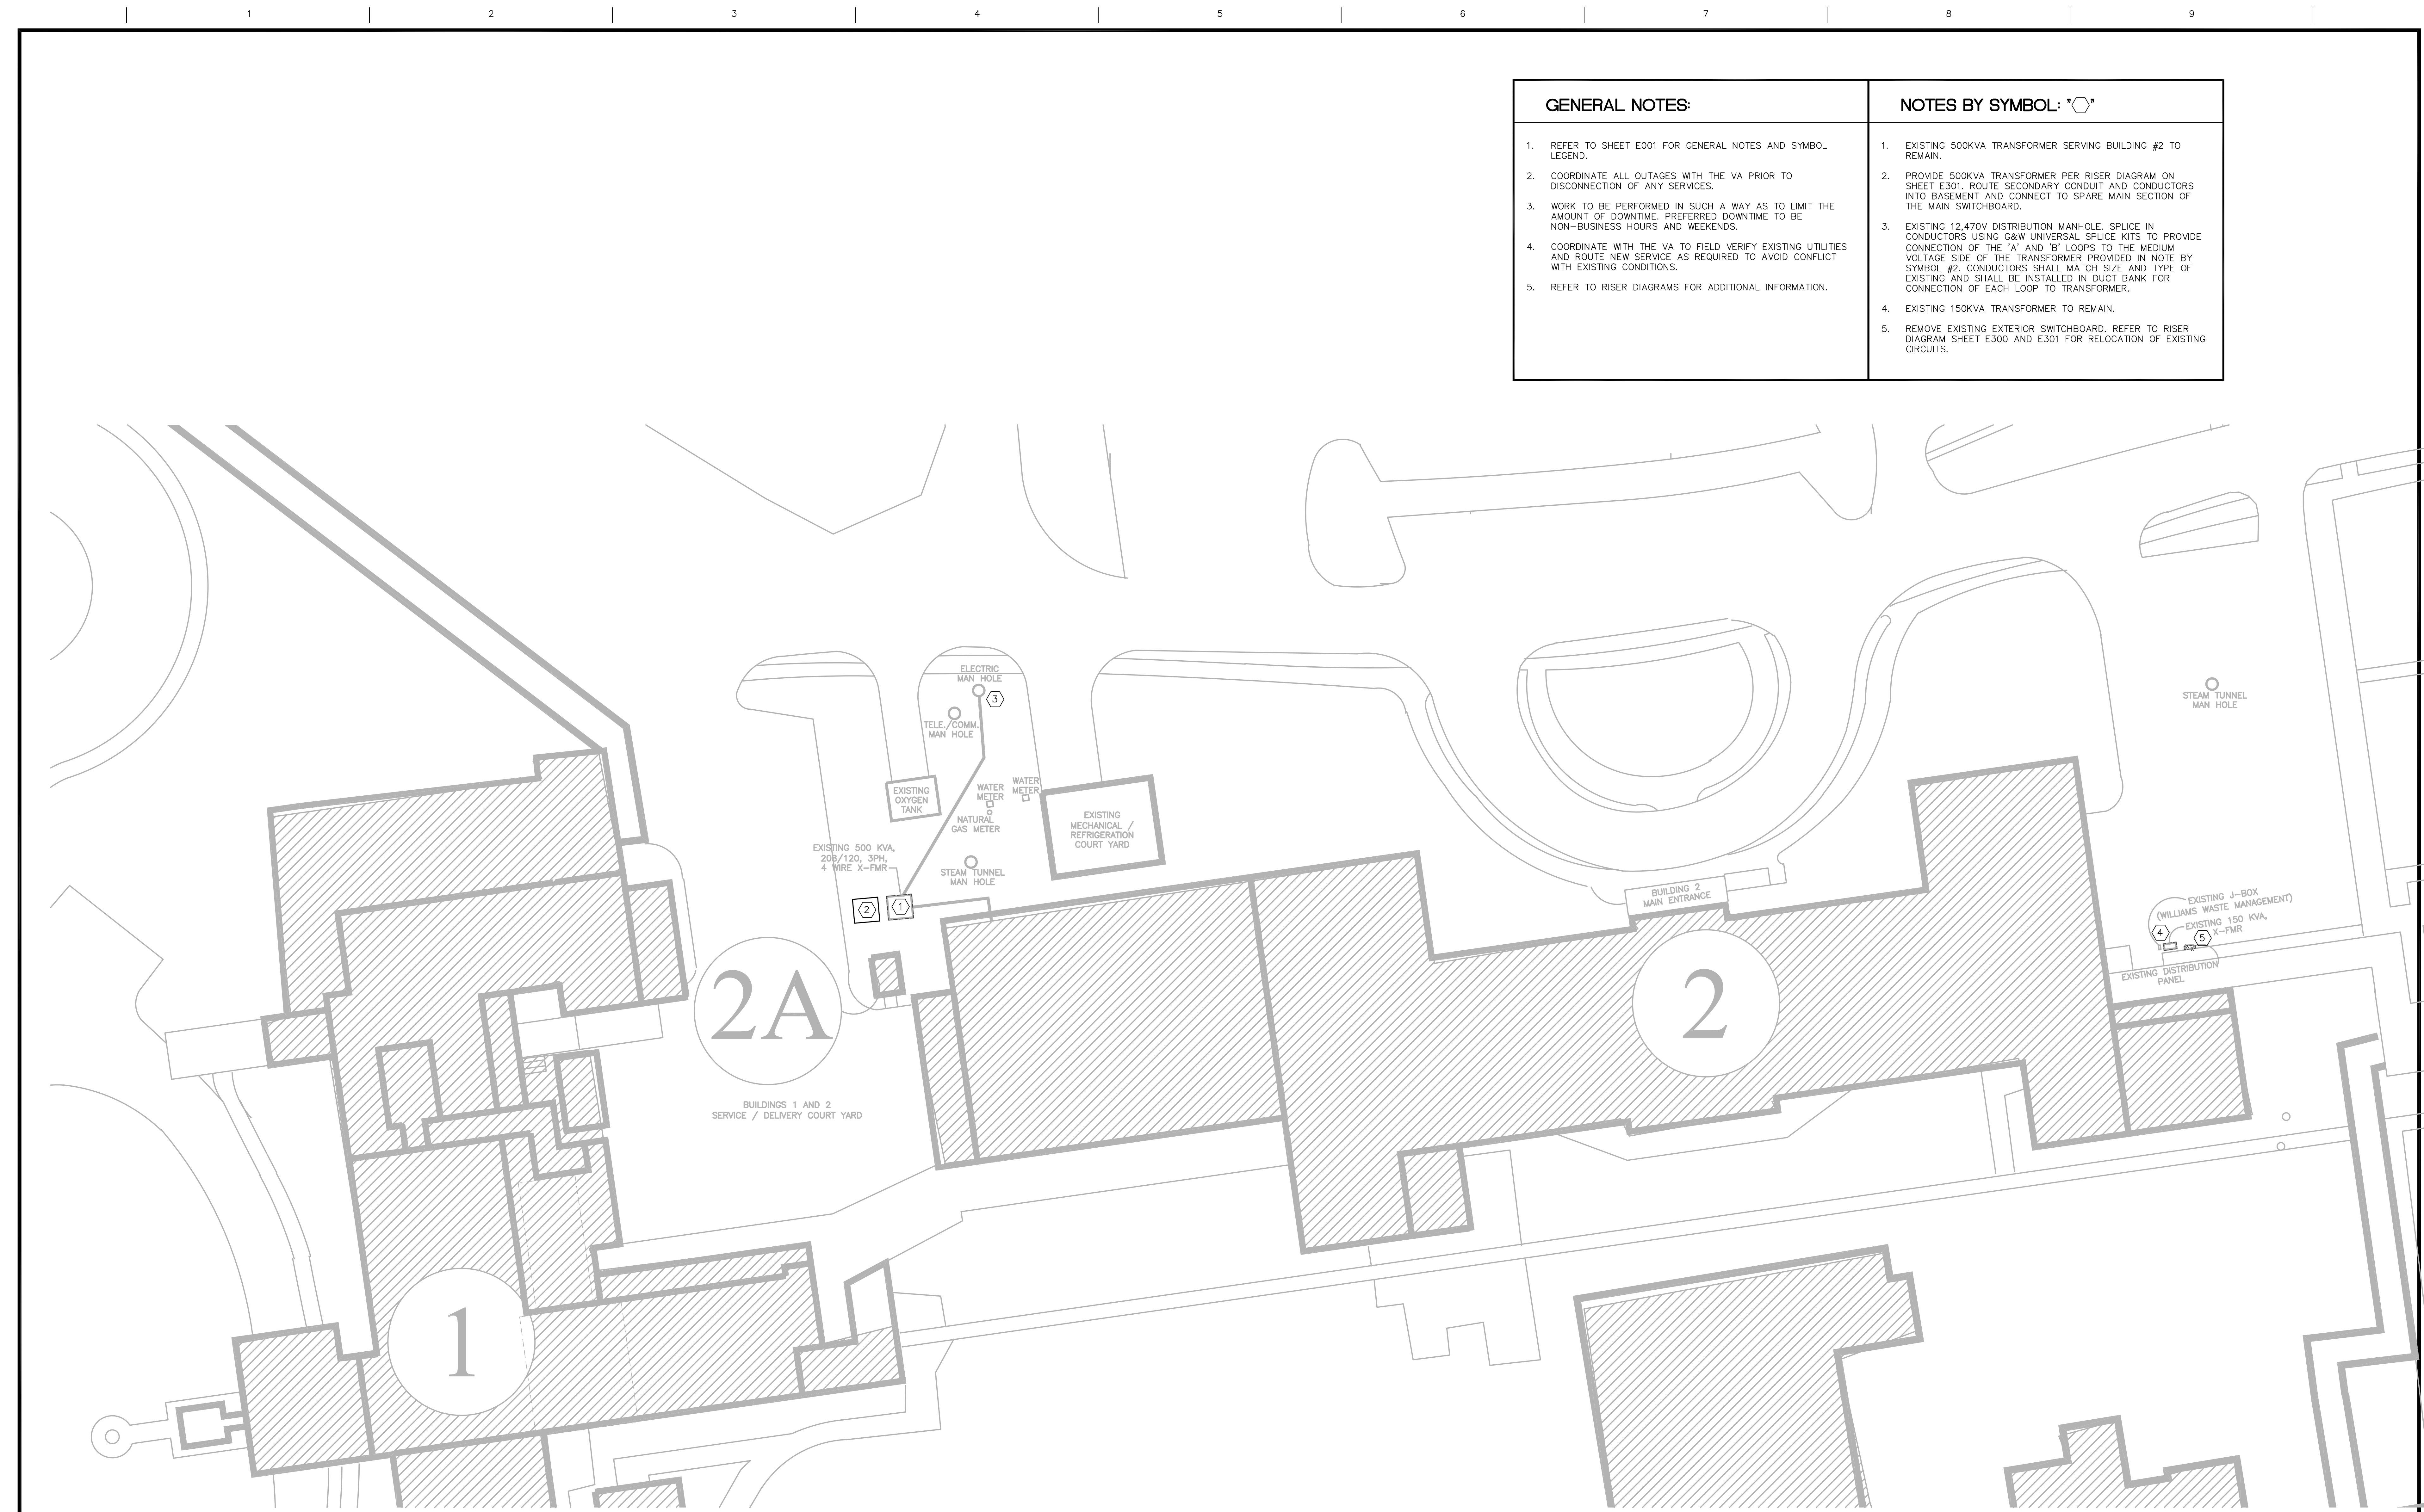 1 2 3 4 5 6 7 8 9
GENERAL NOTES:
1. REFER TO SHEET E001 FOR GENERAL NOTES AND SYMBOL
LEGEND.
2. COORDINATE ALL OUTAGES WITH THE VA PRIOR TO
DISCONNECTION OF ANY SERVICES.
3. WORK TO BE PERFORMED IN SUCH A WAY AS TO LIMIT THE
AMOUNT OF DOWNTIME. PREFERRED DOWNTIME TO BE
NON-BUSINESS HOURS AND WEEKENDS.
4. COORDINATE WITH THE VA TO FIELD VERIFY EXISTING UTILITIES
AND ROUTE NEW SERVICE AS REQUIRED TO AVOID CONFLICT
WITH EXISTING CONDITIONS.
5. REFER TO RISER DIAGRAMS FOR ADDITIONAL INFORMATION.
NOTES BY SYMBOL: "⬡"
1. EXISTING 500KVA TRANSFORMER SERVING BUILDING #2 TO
REMAIN.
2. PROVIDE 500KVA TRANSFORMER PER RISER DIAGRAM ON
SHEET E301. ROUTE SECONDARY CONDUIT AND CONDUCTORS
INTO BASEMENT AND CONNECT TO SPARE MAIN SECTION OF
THE MAIN SWITCHBOARD.
3. EXISTING 12,470V DISTRIBUTION MANHOLE. SPLICE IN
CONDUCTORS USING G&W UNIVERSAL SPLICE KITS TO PROVIDE
CONNECTION OF THE 'A' AND 'B' LOOPS TO THE MEDIUM
VOLTAGE SIDE OF THE TRANSFORMER PROVIDED IN NOTE BY
SYMBOL #2. CONDUCTORS SHALL MATCH SIZE AND TYPE OF
EXISTING AND SHALL BE INSTALLED IN DUCT BANK FOR
CONNECTION OF EACH LOOP TO TRANSFORMER.
4. EXISTING 150KVA TRANSFORMER TO REMAIN.
5. REMOVE EXISTING EXTERIOR SWITCHBOARD. REFER TO RISER
DIAGRAM SHEET E300 AND E301 FOR RELOCATION OF EXISTING
CIRCUITS.
ELECTRIC
MAN HOLE
3
TELE./COMM.
MAN HOLE
STEAM TUNNEL
MAN HOLE
EXISTING
OXYGEN
TANK
WATER
METER
WATER
METER
NATURAL
GAS METER
EXISTING
MECHANICAL /
REFRIGERATION
COURT YARD
EXISTING 500 KVA,
208/120, 3PH,
4 WIRE X-FMR
STEAM TUNNEL
MAN HOLE
2
1
BUILDING 2
MAIN ENTRANCE
EXISTING J-BOX
(WILLIAMS WASTE MANAGEMENT)
EXISTING 150 KVA,
X-FMR
4
5
EXISTING DISTRIBUTION
PANEL
2A
2
BUILDINGS 1 AND 2
SERVICE / DELIVERY COURT YARD
1